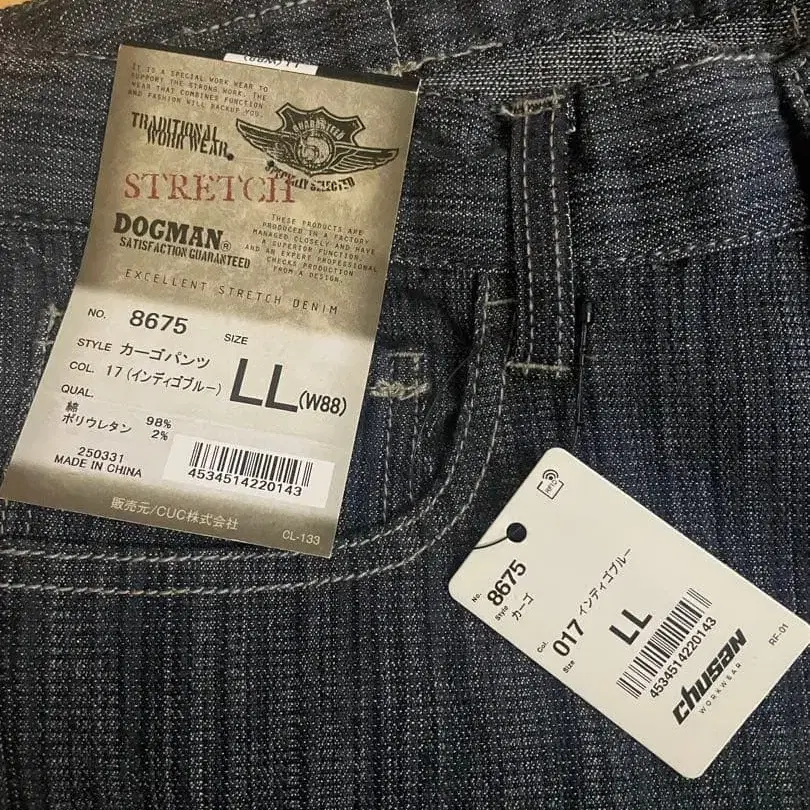 IT IS A SPECIAL WORK WEAR TO
SUPPORT THE STRONG WORK. THE
WEAR THAT COMBINES FUNCTION
AND FASHION WILL BACKUP YOU.
TRADITIONAL
WORK WEAR.
GUARANTEED
SPECIALLY SELECTED
STRETCH
DOGMAN®
SATISFACTION GUARANTEED
THESE PRODUCTS ARE
PRODUCED IN A FACTORY
MANAGED CLOSELY AND HAVE
A SUPERIOR FUNCTION.
AND AN EXPERT PROFESSIONAL
CHECKS PRODUCTION
FROM A DESIGN.
EXCELLENT STRETCH DENIM
NO. 8675
STYLE カーゴパンツ
COL. 17(インディゴブルー)
SIZE
LL(W88)
QUAL.
綿 98%
ポリウレタン 2%
250331
MADE IN CHINA
4534514220143
販売元/CUC株式会社
CL-133
RFID
No. 8675
Style カーゴ
Col. 017 インディゴブルー
Size LL
4534514220143
chusan
WORKWEAR
RF-01